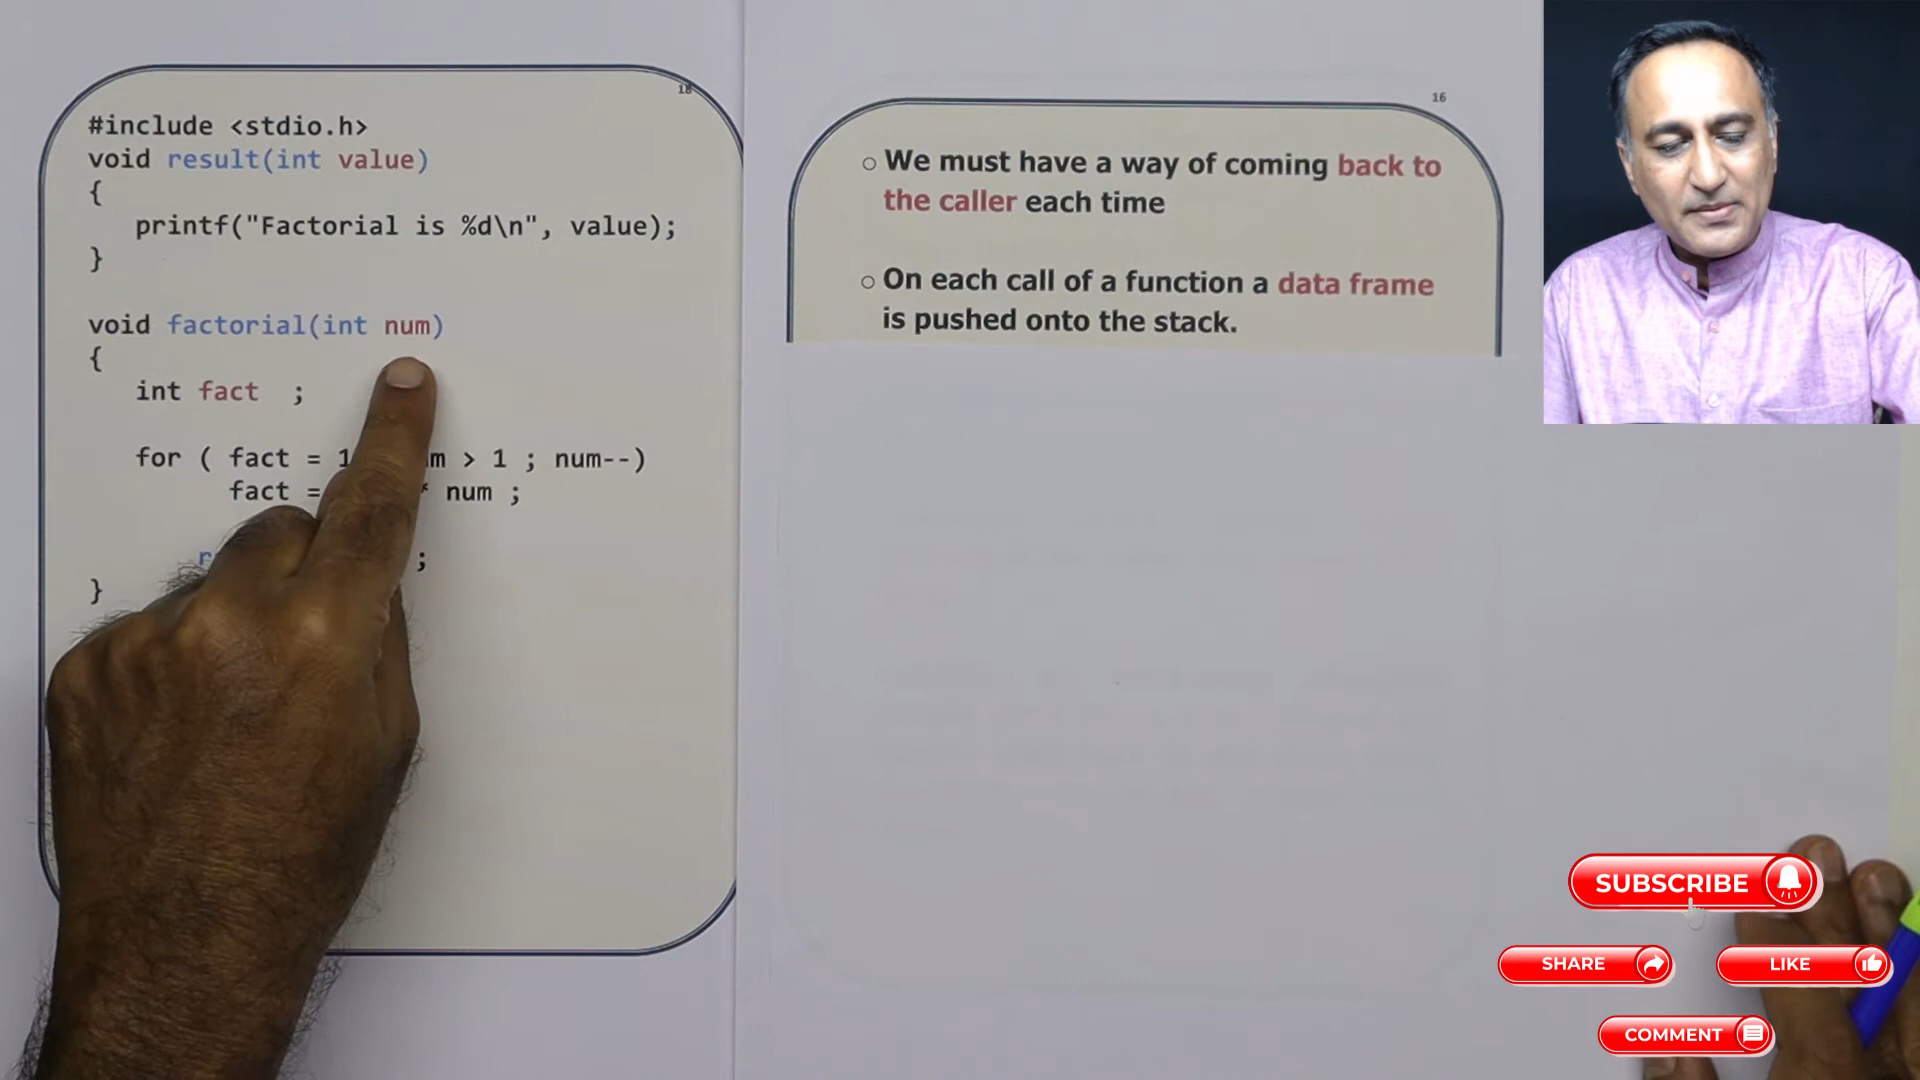 18
#include <stdio.h>
void result(int value)
{
printf("Factorial is %d\n", value);
}
void factorial(int num)
{
int fact ;
for ( fact = 1 > 1 ; num--)
fact = * num ;
;
}
16
○ We must have a way of coming back to
the caller each time
○ On each call of a function a data frame
is pushed onto the stack.
SUBSCRIBE
SHARE
LIKE
COMMENT